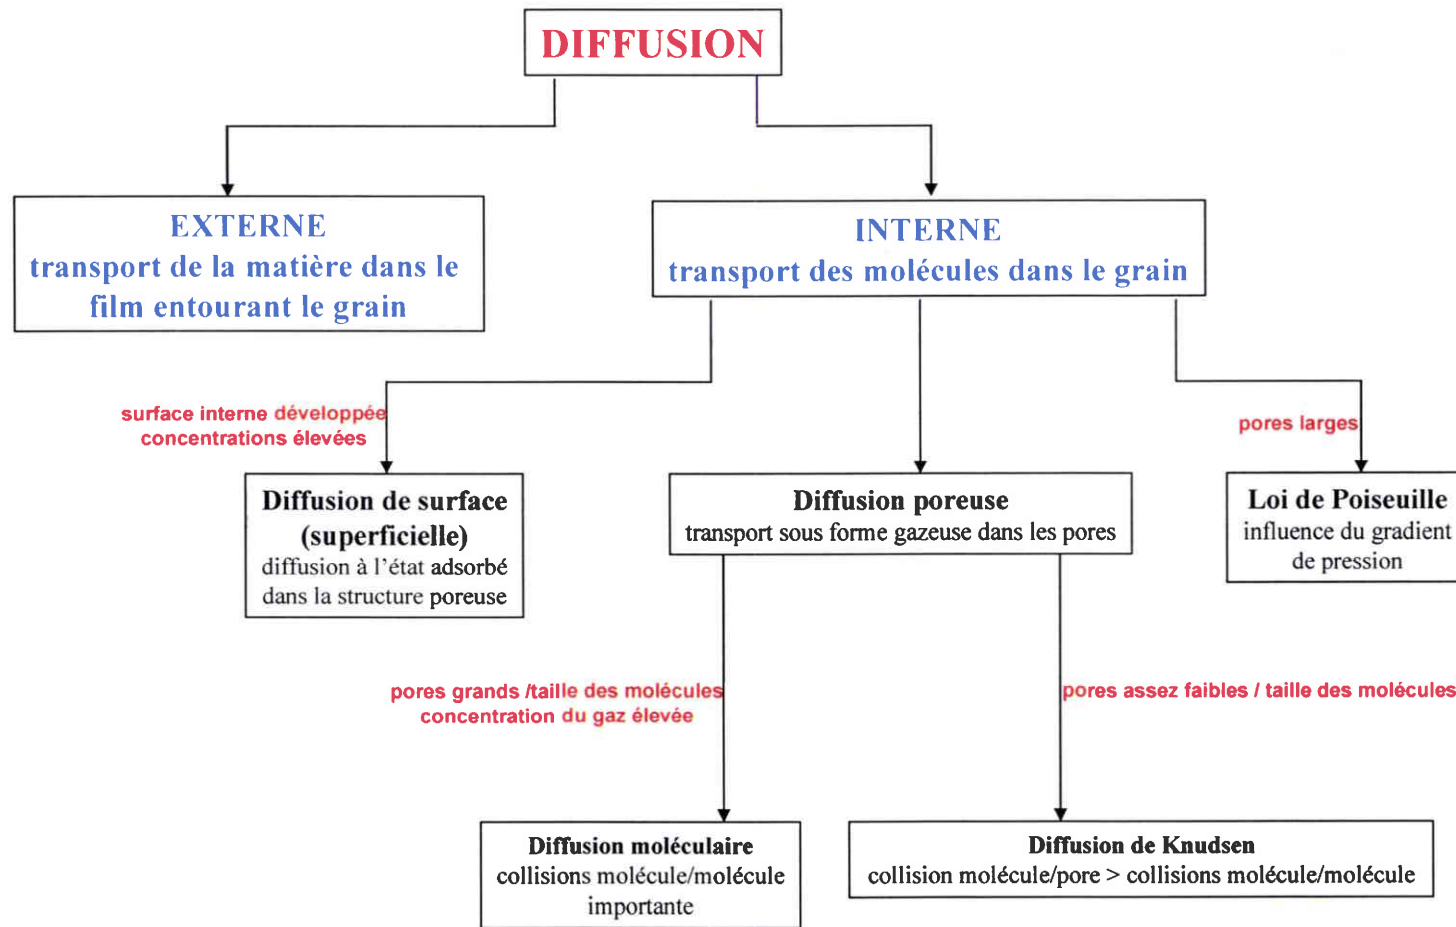 DIFFUSION
EXTERNE
transport de la matière dans le
film entourant le grain
INTERNE
transport des molécules dans le grain
surface interne développée
concentrations élevées
pores larges
Diffusion de surface
(superficielle)
diffusion à l'état adsorbé
dans la structure poreuse
Diffusion poreuse
transport sous forme gazeuse dans les pores
Loi de Poiseuille
influence du gradient
de pression
pores grands /taille des molécules
concentration du gaz élevée
pores assez faibles / taille des molécules
Diffusion moléculaire
collisions molécule/molécule
importante
Diffusion de Knudsen
collision molécule/pore > collisions molécule/molécule